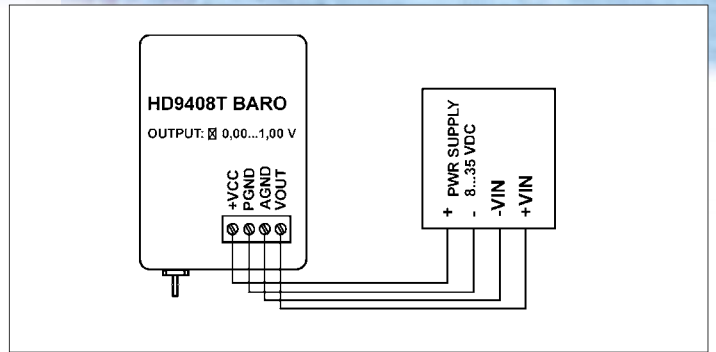 HD9408T BARO
OUTPUT: ☒ 0,00...1,00 V
+VCC
PGND
AGND
VOUT
+ PWR SUPPLY
- 8...35 VDC
-VIN
+VIN